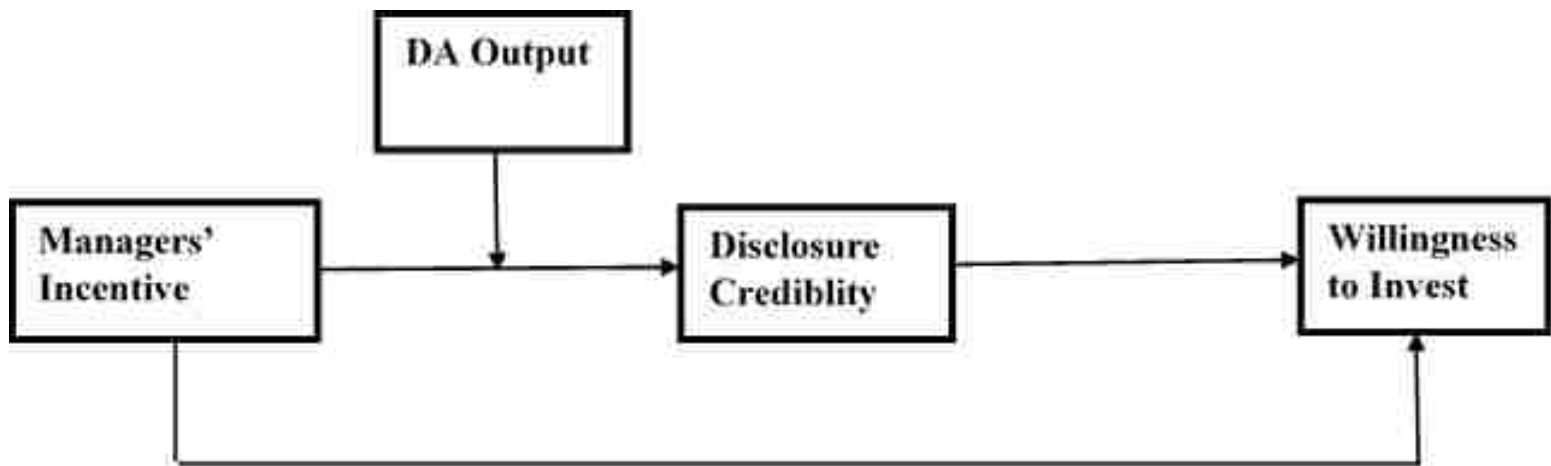 DA Output
Managers’
Incentive
Disclosure
Crediblity
Willingness
to Invest